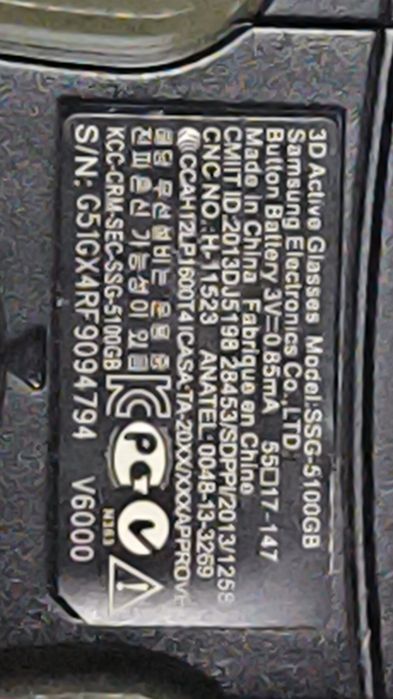 3D Active Glasses Model:SSG-5100GB
Samsung Electronics Co.,LTD
Button Battery 3V⎓0.85mA 55□17-147
Made in China Fabriqué en Chine
CMIIT ID:2013DJ5198 28453/SDPPI/2013/1258
CNC NO : H-11523 ANATEL:0048-13-3269
CCAH12LP1600T4 ICASA-TA-20XX/XXXAPPROVE
해당 무선설비는 운용중
전파 혼신 가능성이 있음
KCC-CRM-SEC-SSG-5100GB
N383
S/N: G51GX4RF9094794 V6000